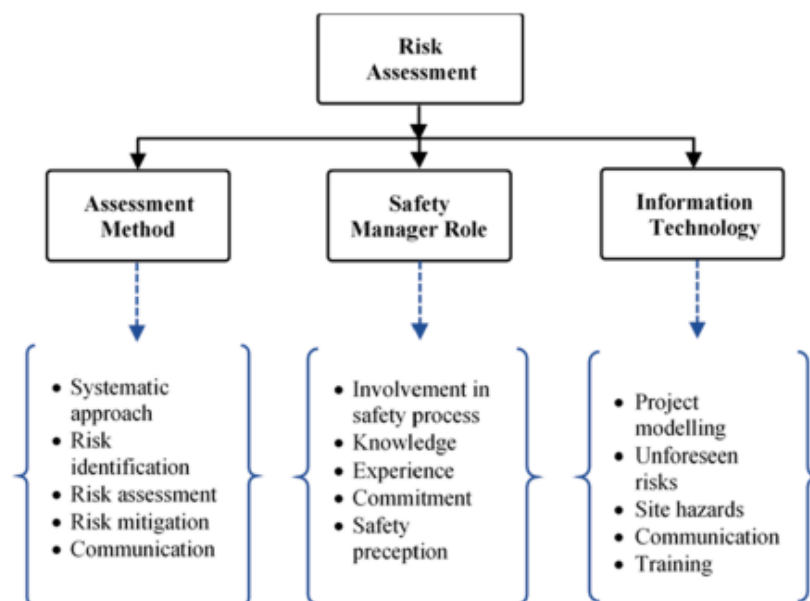 Risk
Assessment
Assessment
Method
Safety
Manager Role
Information
Technology
• Systematic
approach
• Risk
identification
• Risk assessment
• Risk mitigation
• Communication
• Involvement in
safety process
• Knowledge
• Experience
• Commitment
• Safety
preception
• Project
modelling
• Unforeseen
risks
• Site hazards
• Communication
• Training